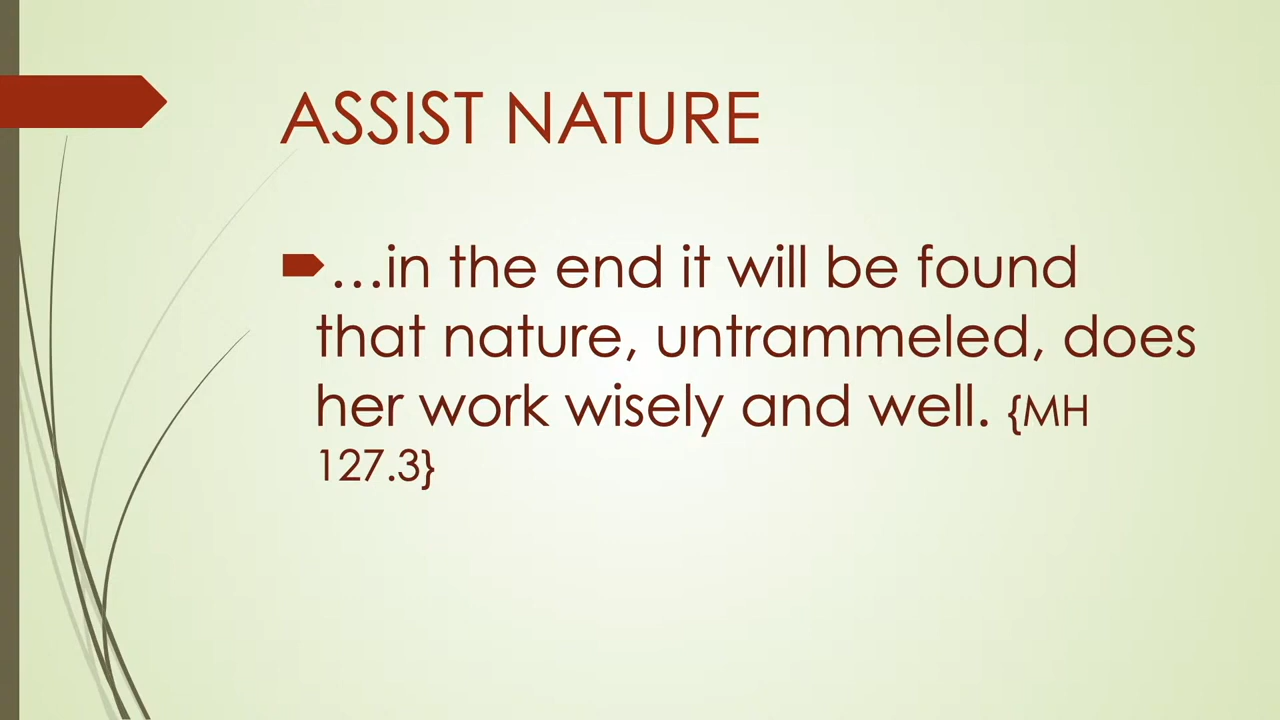 ASSIST NATURE
…in the end it will be found
that nature, untrammeled, does
her work wisely and well. {MH
127.3}